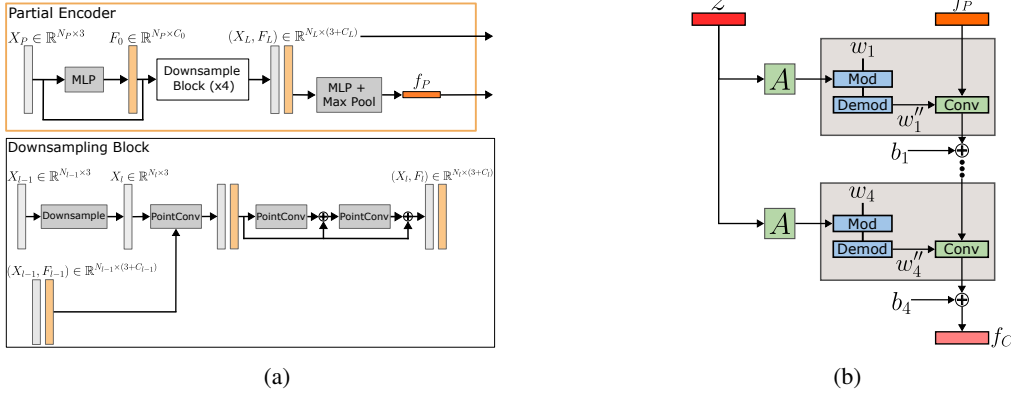 Partial Encoder
X_P ∈ ℝ^{N_P×3}
F_0 ∈ ℝ^{N_P×C_0}
(X_L, F_L) ∈ ℝ^{N_L×(3+C_L)}
MLP
Downsample
Block (x4)
MLP +
Max Pool
f_P
Downsampling Block
X_{l-1} ∈ ℝ^{N_{l-1}×3}
X_l ∈ ℝ^{N_l×3}
(X_l, F_l) ∈ ℝ^{N_l×(3+C_l)}
Downsample
PointConv
PointConv
PointConv
(X_{l-1}, F_{l-1}) ∈ ℝ^{N_{l-1}×(3+C_{l-1})}
(a)
z
f_P
w_1
A
Mod
Demod
w''_1
Conv
b_1
w_4
A
Mod
Demod
w''_4
Conv
b_4
f_C
(b)